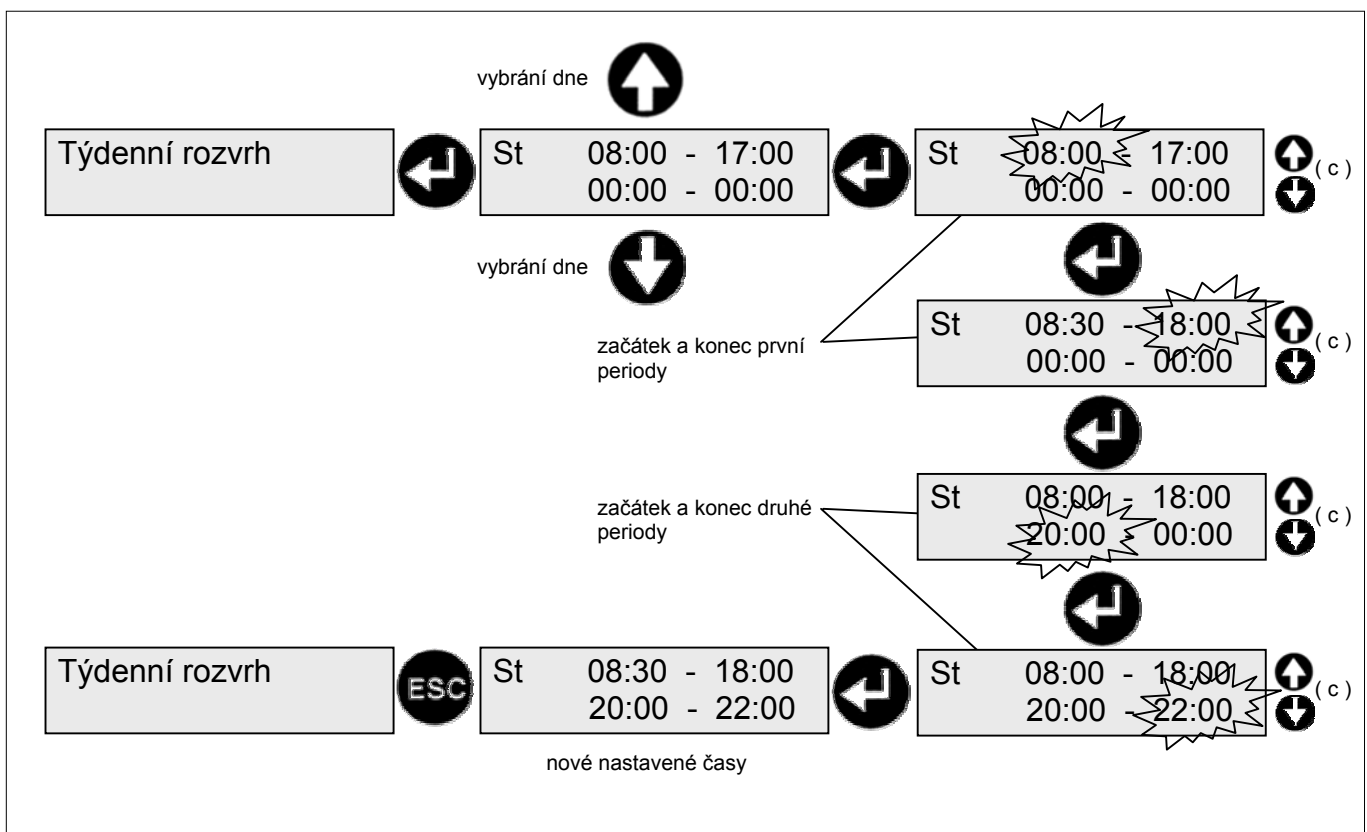 vybrání dne
Týdenní rozvrh
St 08:00 - 17:00
00:00 - 00:00
St 08:00 - 17:00
00:00 - 00:00
( c )
vybrání dne
St 08:30 - 18:00
00:00 - 00:00
( c )
začátek a konec první
periody
St 08:00 - 18:00
20:00 - 00:00
( c )
začátek a konec druhé
periody
Týdenní rozvrh
ESC
St 08:30 - 18:00
20:00 - 22:00
St 08:00 - 18:00
20:00 - 22:00
( c )
nové nastavené časy